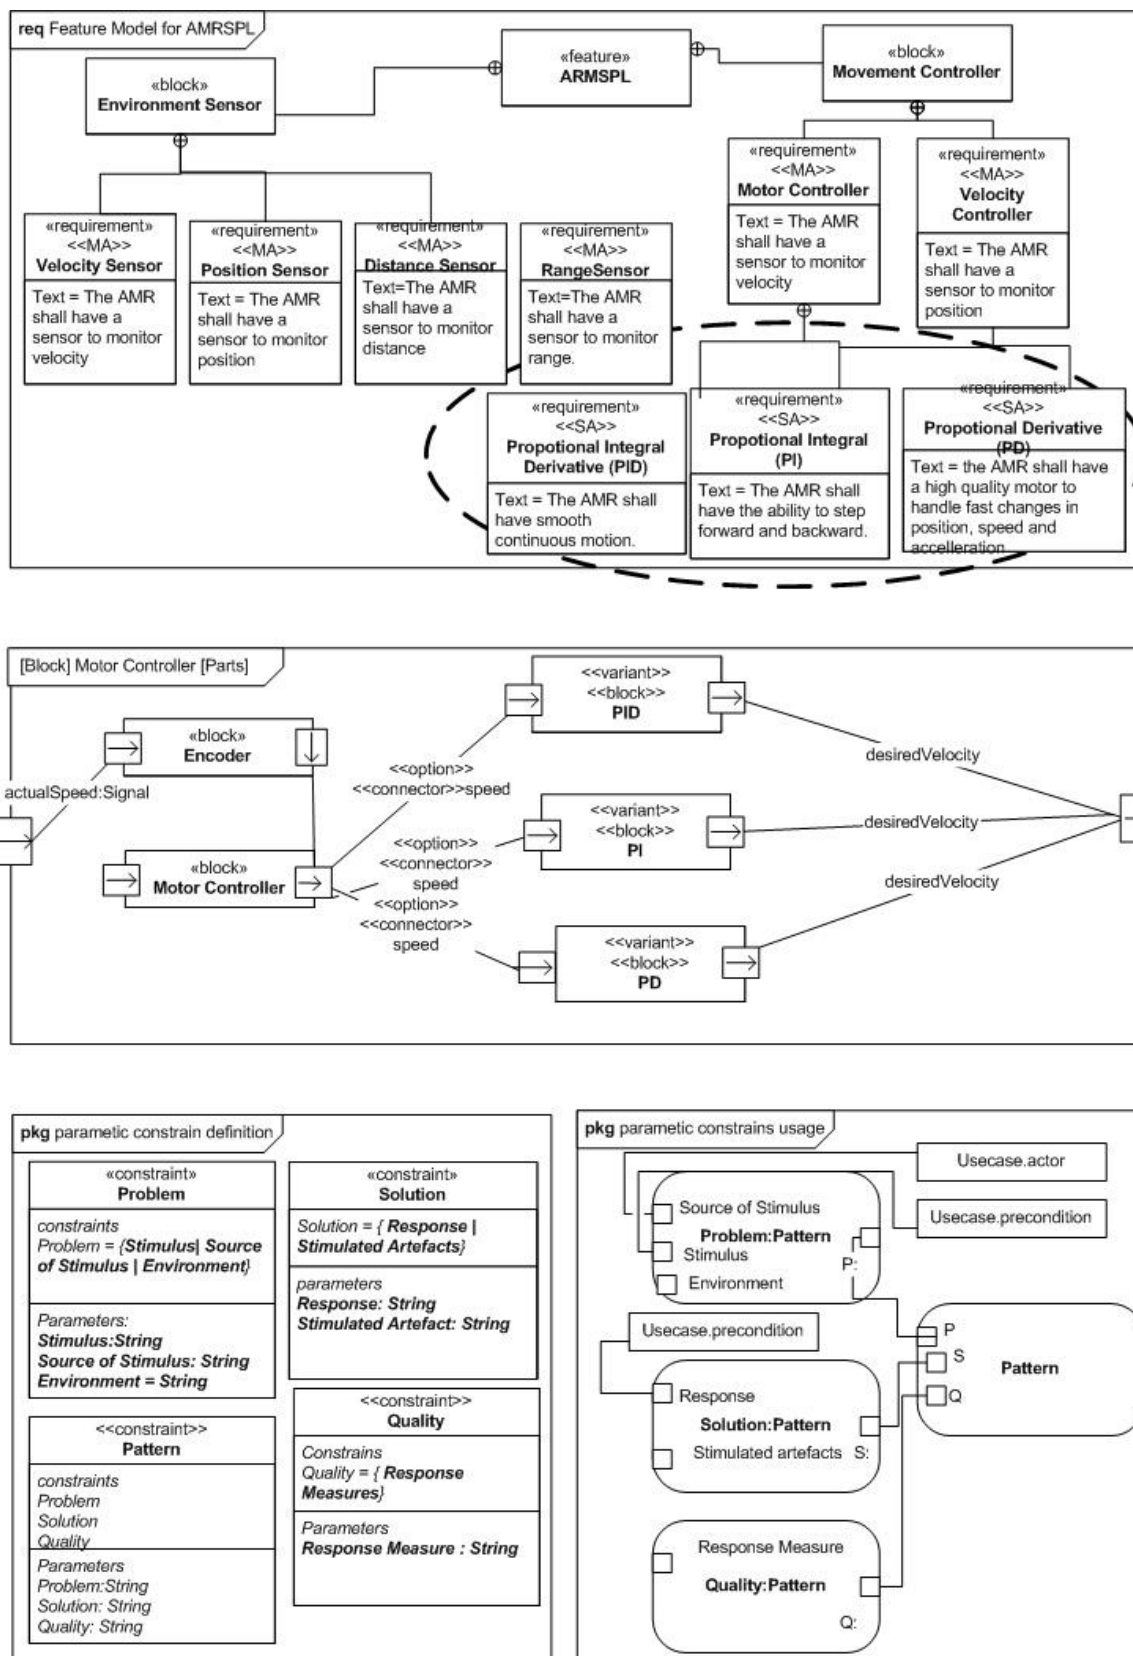 req Feature Model for AMRSPL
«feature»
ARMSPL
«block»
Movement Controller
«block»
Environment Sensor
«requirement»
<<MA>>
Motor Controller
Text = The AMR
shall have a
sensor to monitor
velocity
«requirement»
<<MA>>
Velocity
Controller
Text = The AMR
shall have a
sensor to monitor
position
«requirement»
<<MA>>
Velocity Sensor
Text = The AMR
shall have a
sensor to monitor
velocity
«requirement»
<<MA>>
Position Sensor
Text = The AMR
shall have a
sensor to monitor
position
«requirement»
<<MA>>
Distance Sensor
Text=The AMR
shall have a
sensor to monitor
distance
«requirement»
<<MA>>
RangeSensor
Text=The AMR
shall have a
sensor to monitor
range.
«requirement»
<<SA>>
Propotional Integral
Derivative (PID)
Text = The AMR shall
have smooth
continuous motion.
«requirement»
<<SA>>
Propotional Integral
(PI)
Text = The AMR shall
have the ability to step
forward and backward.
«requirement»
<<SA>>
Propotional Derivative
(PD)
Text = the AMR shall have
a high quality motor to
handle fast changes in
position, speed and
accelleration
[Block] Motor Controller [Parts]
«block»
Encoder
actualSpeed:Signal
«block»
Motor Controller
<<option>>
<<connector>>speed
<<option>>
<<connector>>
speed
<<option>>
<<connector>>
speed
<<variant>>
<<block>>
PID
<<variant>>
<<block>>
PI
<<variant>>
<<block>>
PD
desiredVelocity
desiredVelocity
desiredVelocity
pkg parametic constrain definition
«constraint»
Problem
constraints
Problem = {Stimulus| Source
of Stimulus | Environment}
Parameters:
Stimulus:String
Source of Stimulus: String
Environment = String
«constraint»
Solution
Solution = { Response |
Stimulated Artefacts}
parameters
Response: String
Stimulated Artefact: String
<<constraint>>
Pattern
constraints
Problem
Solution
Quality
Parameters
Problem:String
Solution: String
Quality: String
<<constraint>>
Quality
Constrains
Quality = { Response
Measures}
Parameters
Response Measure : String
pkg parametic constrains usage
Usecase.actor
Usecase.precondition
Source of Stimulus
Problem:Pattern
Stimulus
P:
Environment
Usecase.precondition
P
S
Pattern
Q
Response
Solution:Pattern
Stimulated artefacts S:
Response Measure
Quality:Pattern
Q: